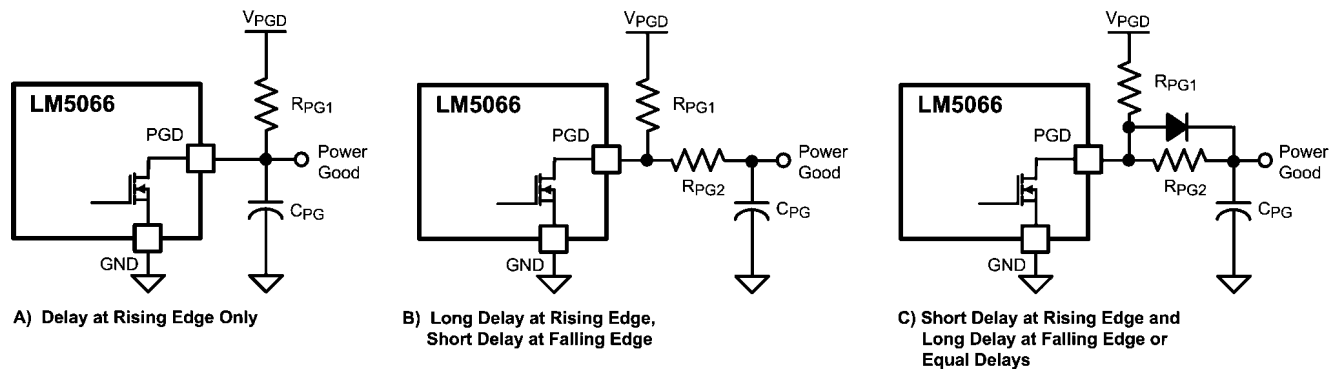 VPGD
LM5066
RPG1
PGD
Power
Good
CPG
GND
A) Delay at Rising Edge Only
VPGD
LM5066
RPG1
PGD
Power
Good
RPG2
CPG
GND
B) Long Delay at Rising Edge,
Short Delay at Falling Edge
VPGD
LM5066
RPG1
PGD
Power
Good
RPG2
CPG
GND
C) Short Delay at Rising Edge and
Long Delay at Falling Edge or
Equal Delays